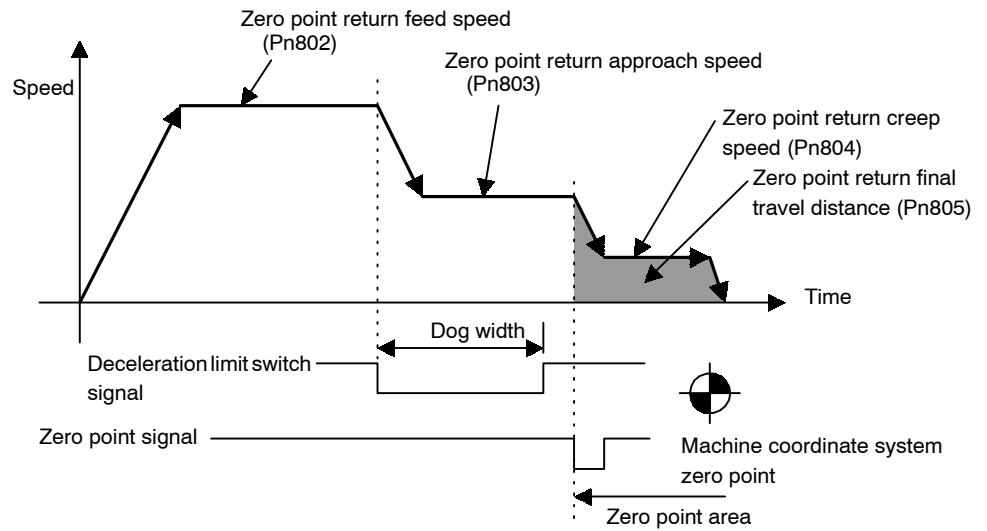 Zero point return feed speed
(Pn802)
Zero point return approach speed
(Pn803)
Speed
Zero point return creep
speed (Pn804)
Zero point return final
travel distance (Pn805)
Time
Dog width
Deceleration limit switch
signal
Zero point signal
Machine coordinate system
zero point
Zero point area